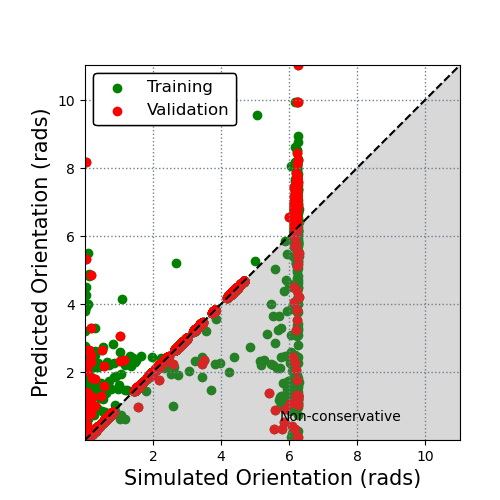 Training
Validation
10
8
6
4
2
Predicted Orientation (rads)
Non-conservative
2
4
6
8
10
Simulated Orientation (rads)